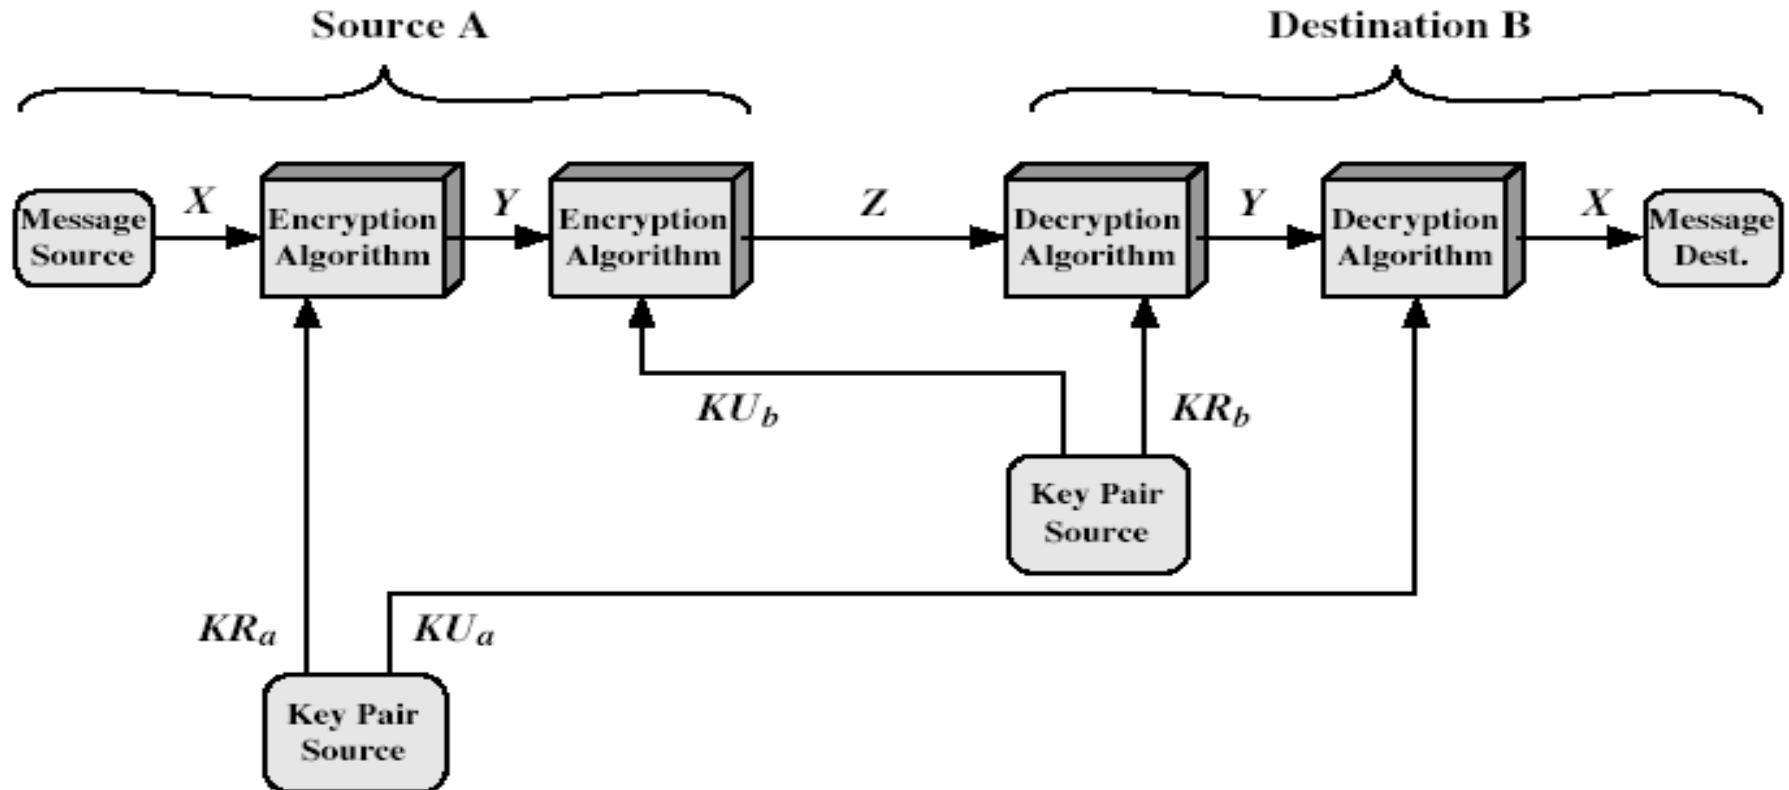 Source A
Destination B
Message
Source
X
Encryption
Algorithm
Y
Encryption
Algorithm
Z
Decryption
Algorithm
Y
Decryption
Algorithm
X
Message
Dest.
KUb
KRb
Key Pair
Source
KRa
KUa
Key Pair
Source